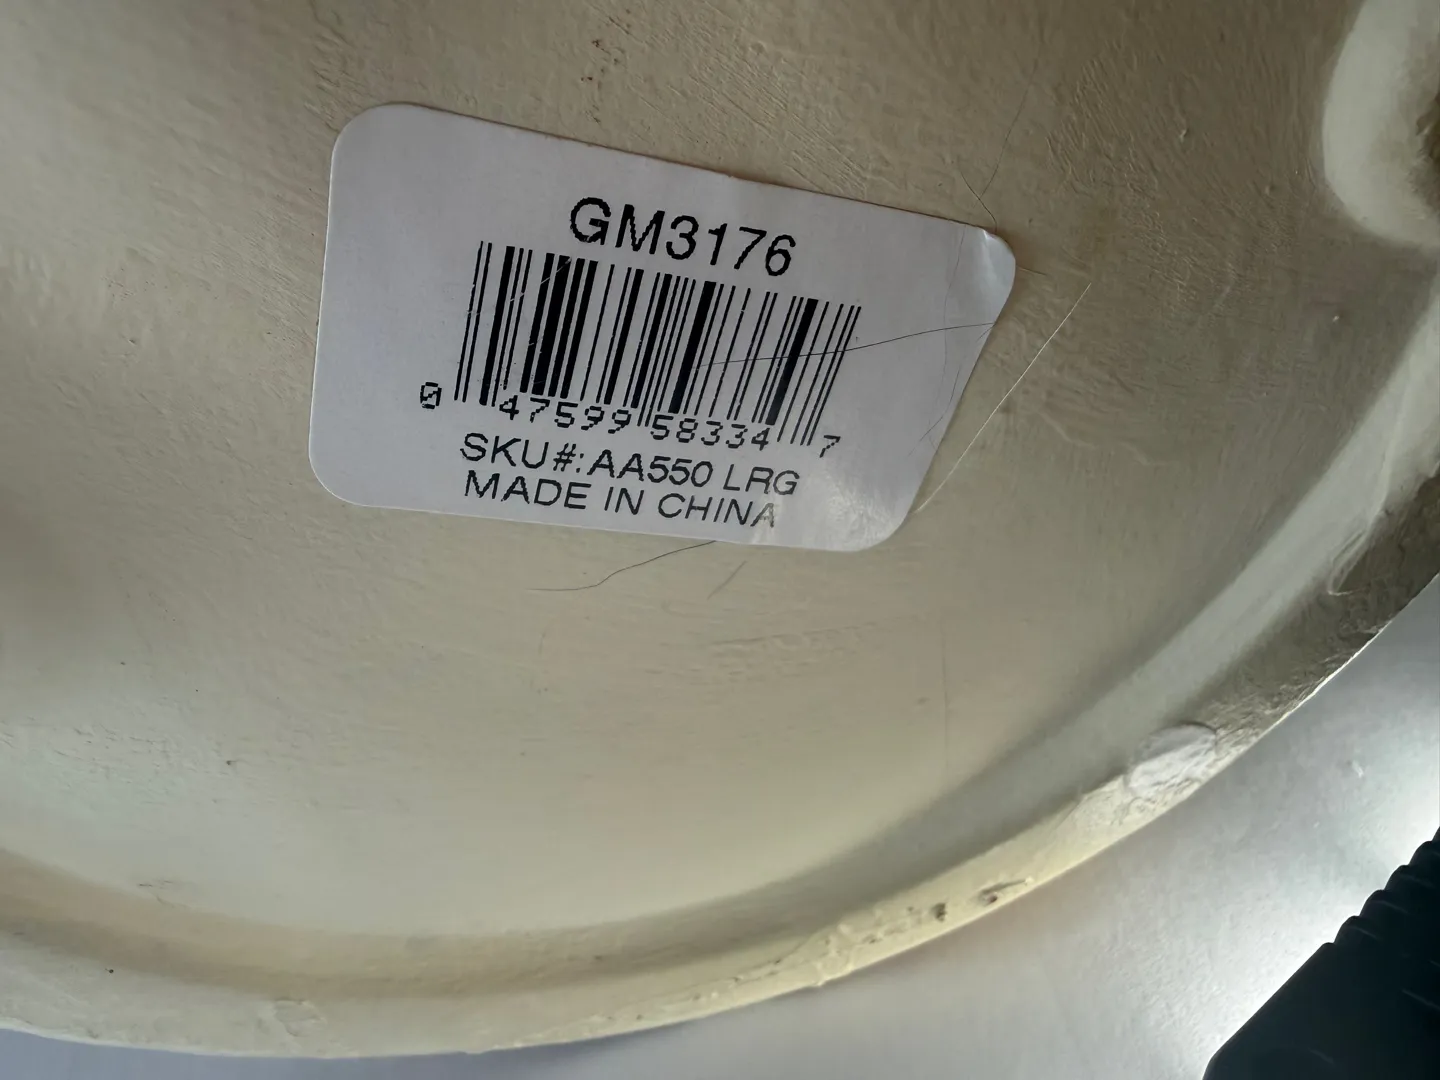 GM3176
0 47599 58334 7
SKU#: AA550 LRG
MADE IN CHINA